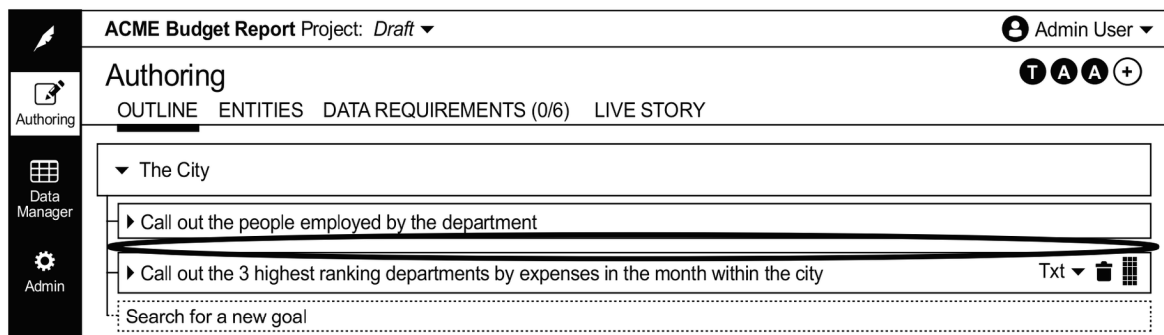 ACME Budget Report Project: Draft
Admin User
Authoring
T A A +
Authoring
OUTLINE ENTITIES DATA REQUIREMENTS (0/6) LIVE STORY
The City
Data
Manager
Call out the people employed by the department
Call out the 3 highest ranking departments by expenses in the month within the city
Txt
Admin
Search for a new goal